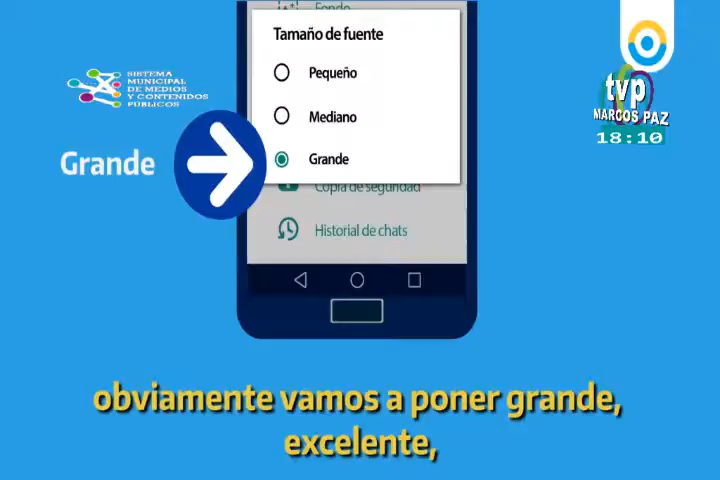 Fondo
Tamaño de fuente
Pequeño
Mediano
Grande
Copia de seguridad
Historial de chats
SISTEMA
MUNICIPAL
DE MEDIOS
Y CONTENIDOS
PÚBLICOS
Grande
tvp
MARCOS PAZ
18:10
obviamente vamos a poner grande,
excelente,